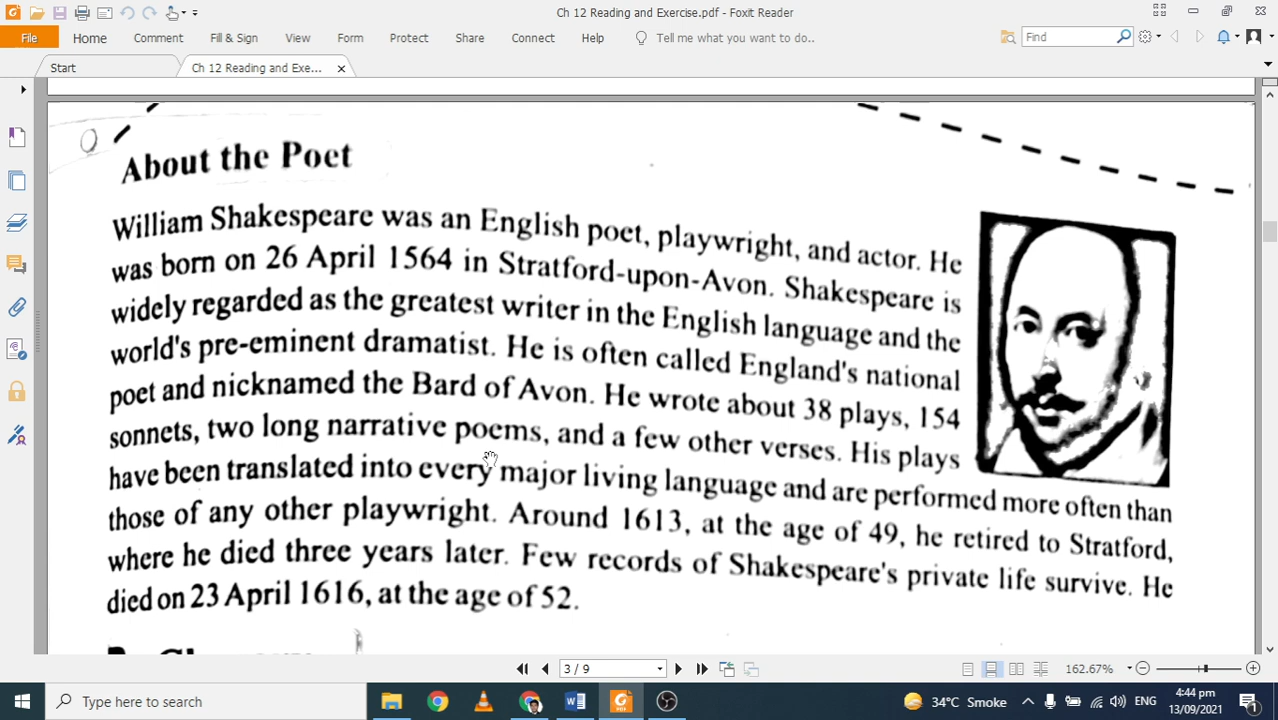 Ch 12 Reading and Exercise.pdf - Foxit Reader
File Home Comment Fill & Sign View Form Protect Share Connect Help Tell me what you want to do.. Find
Start Ch 12 Reading and Exe...
About the Poet
William Shakespeare was an English poet, playwright, and actor. He
was born on 26 April 1564 in Stratford-upon-Avon. Shakespeare is
widely regarded as the greatest writer in the English language and the
world's pre-eminent dramatist. He is often called England's national
poet and nicknamed the Bard of Avon. He wrote about 38 plays, 154
sonnets, two long narrative poems, and a few other verses. His plays
have been translated into every major living language and are performed more often than
those of any other playwright. Around 1613, at the age of 49, he retired to Stratford,
where he died three years later. Few records of Shakespeare's private life survive. He
died on 23 April 1616, at the age of 52.
3 / 9 162.67%
Type here to search 34°C Smoke ENG 4:44 pm
13/09/2021